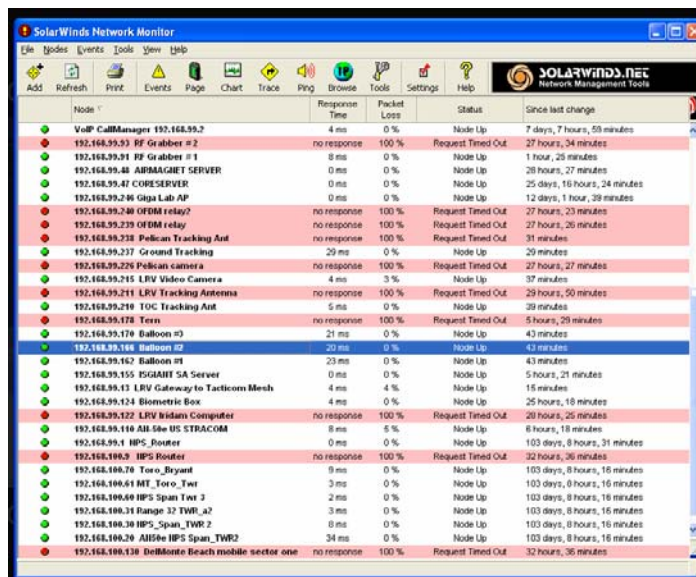 SolarWinds Network Monitor
File Nodes Events Tools View Help
Add Refresh Print Events Page Chart Trace Ping Browse Tools Settings Help
SOLARWINDS.NET
Network Management Tools
Node Response Time Packet Loss Status Since last change
VoIP CallManager 192.168.99.2 4 ms 0 % Node Up 7 days, 7 hours, 59 minutes
192.168.99.93 RF Grabber # 2 no response 100 % Request Timed Out 27 hours, 34 minutes
192.168.99.91 RF Grabber # 1 8 ms 0 % Node Up 1 hour, 25 minutes
192.168.99.48 AIRMAGNET SERVER 0 ms 0 % Node Up 28 hours, 27 minutes
192.168.99.47 CORESERVER 0 ms 0 % Node Up 25 days, 16 hours, 24 minutes
192.168.99.246 Giga Lab AP 0 ms 0 % Node Up 12 days, 1 hour, 39 minutes
192.168.99.240 OFDM relay2 no response 100 % Request Timed Out 27 hours, 23 minutes
192.168.99.239 OFDM relay no response 100 % Request Timed Out 27 hours, 26 minutes
192.168.99.238 Pelican Tracking Ant no response 100 % Request Timed Out 31 minutes
192.168.99.237 Ground Tracking 29 ms 0 % Node Up 29 minutes
192.168.99.226 Pelican camera no response 100 % Request Timed Out 27 hours, 27 minutes
192.168.99.215 LRV Video Camera 4 ms 3 % Node Up 37 minutes
192.168.99.211 LRV Tracking Antenna no response 100 % Request Timed Out 29 hours, 50 minutes
192.168.99.210 TOC Tracking Ant 5 ms 0 % Node Up 39 minutes
192.168.99.178 Tern no response 100 % Request Timed Out 5 hours, 29 minutes
192.168.99.170 Balloon #3 21 ms 0 % Node Up 43 minutes
192.168.99.166 Balloon #2 20 ms 0 % Node Up 43 minutes
192.168.99.162 Balloon #1 23 ms 0 % Node Up 43 minutes
192.168.99.155 ISGIANT SA Server 0 ms 0 % Node Up 5 hours, 21 minutes
192.168.99.13 LRV Gateway to Tacticom Mesh 4 ms 4 % Node Up 15 minutes
192.168.99.124 Biometric Box 4 ms 0 % Node Up 25 hours, 18 minutes
192.168.99.122 LRV Iridam Computer no response 100 % Request Timed Out 28 hours, 25 minutes
192.168.99.110 AN-50e US STRACOM 8 ms 5 % Node Up 6 hours, 18 minutes
192.168.99.1 NPS_Router 0 ms 0 % Node Up 103 days, 8 hours, 31 minutes
192.168.100.9 NPS Router no response 100 % Request Timed Out 32 hours, 36 minutes
192.168.100.70 Toro_Bryant 9 ms 0 % Node Up 103 days, 8 hours, 16 minutes
192.168.100.61 MT_Toro_Twr 3 ms 0 % Node Up 103 days, 8 hours, 16 minutes
192.168.100.60 NPS Span Twr 3 2 ms 0 % Node Up 103 days, 8 hours, 16 minutes
192.168.100.31 Range 32 TWR_a2 3 ms 0 % Node Up 103 days, 8 hours, 16 minutes
192.168.100.30 NPS_Span_TWR 2 8 ms 0 % Node Up 103 days, 8 hours, 16 minutes
192.168.100.20 AN50e NPS Span_TWR2 34 ms 0 % Node Up 103 days, 8 hours, 16 minutes
192.168.100.130 DelMonte Beach mobile sector one no response 100 % Request Timed Out 32 hours, 36 minutes